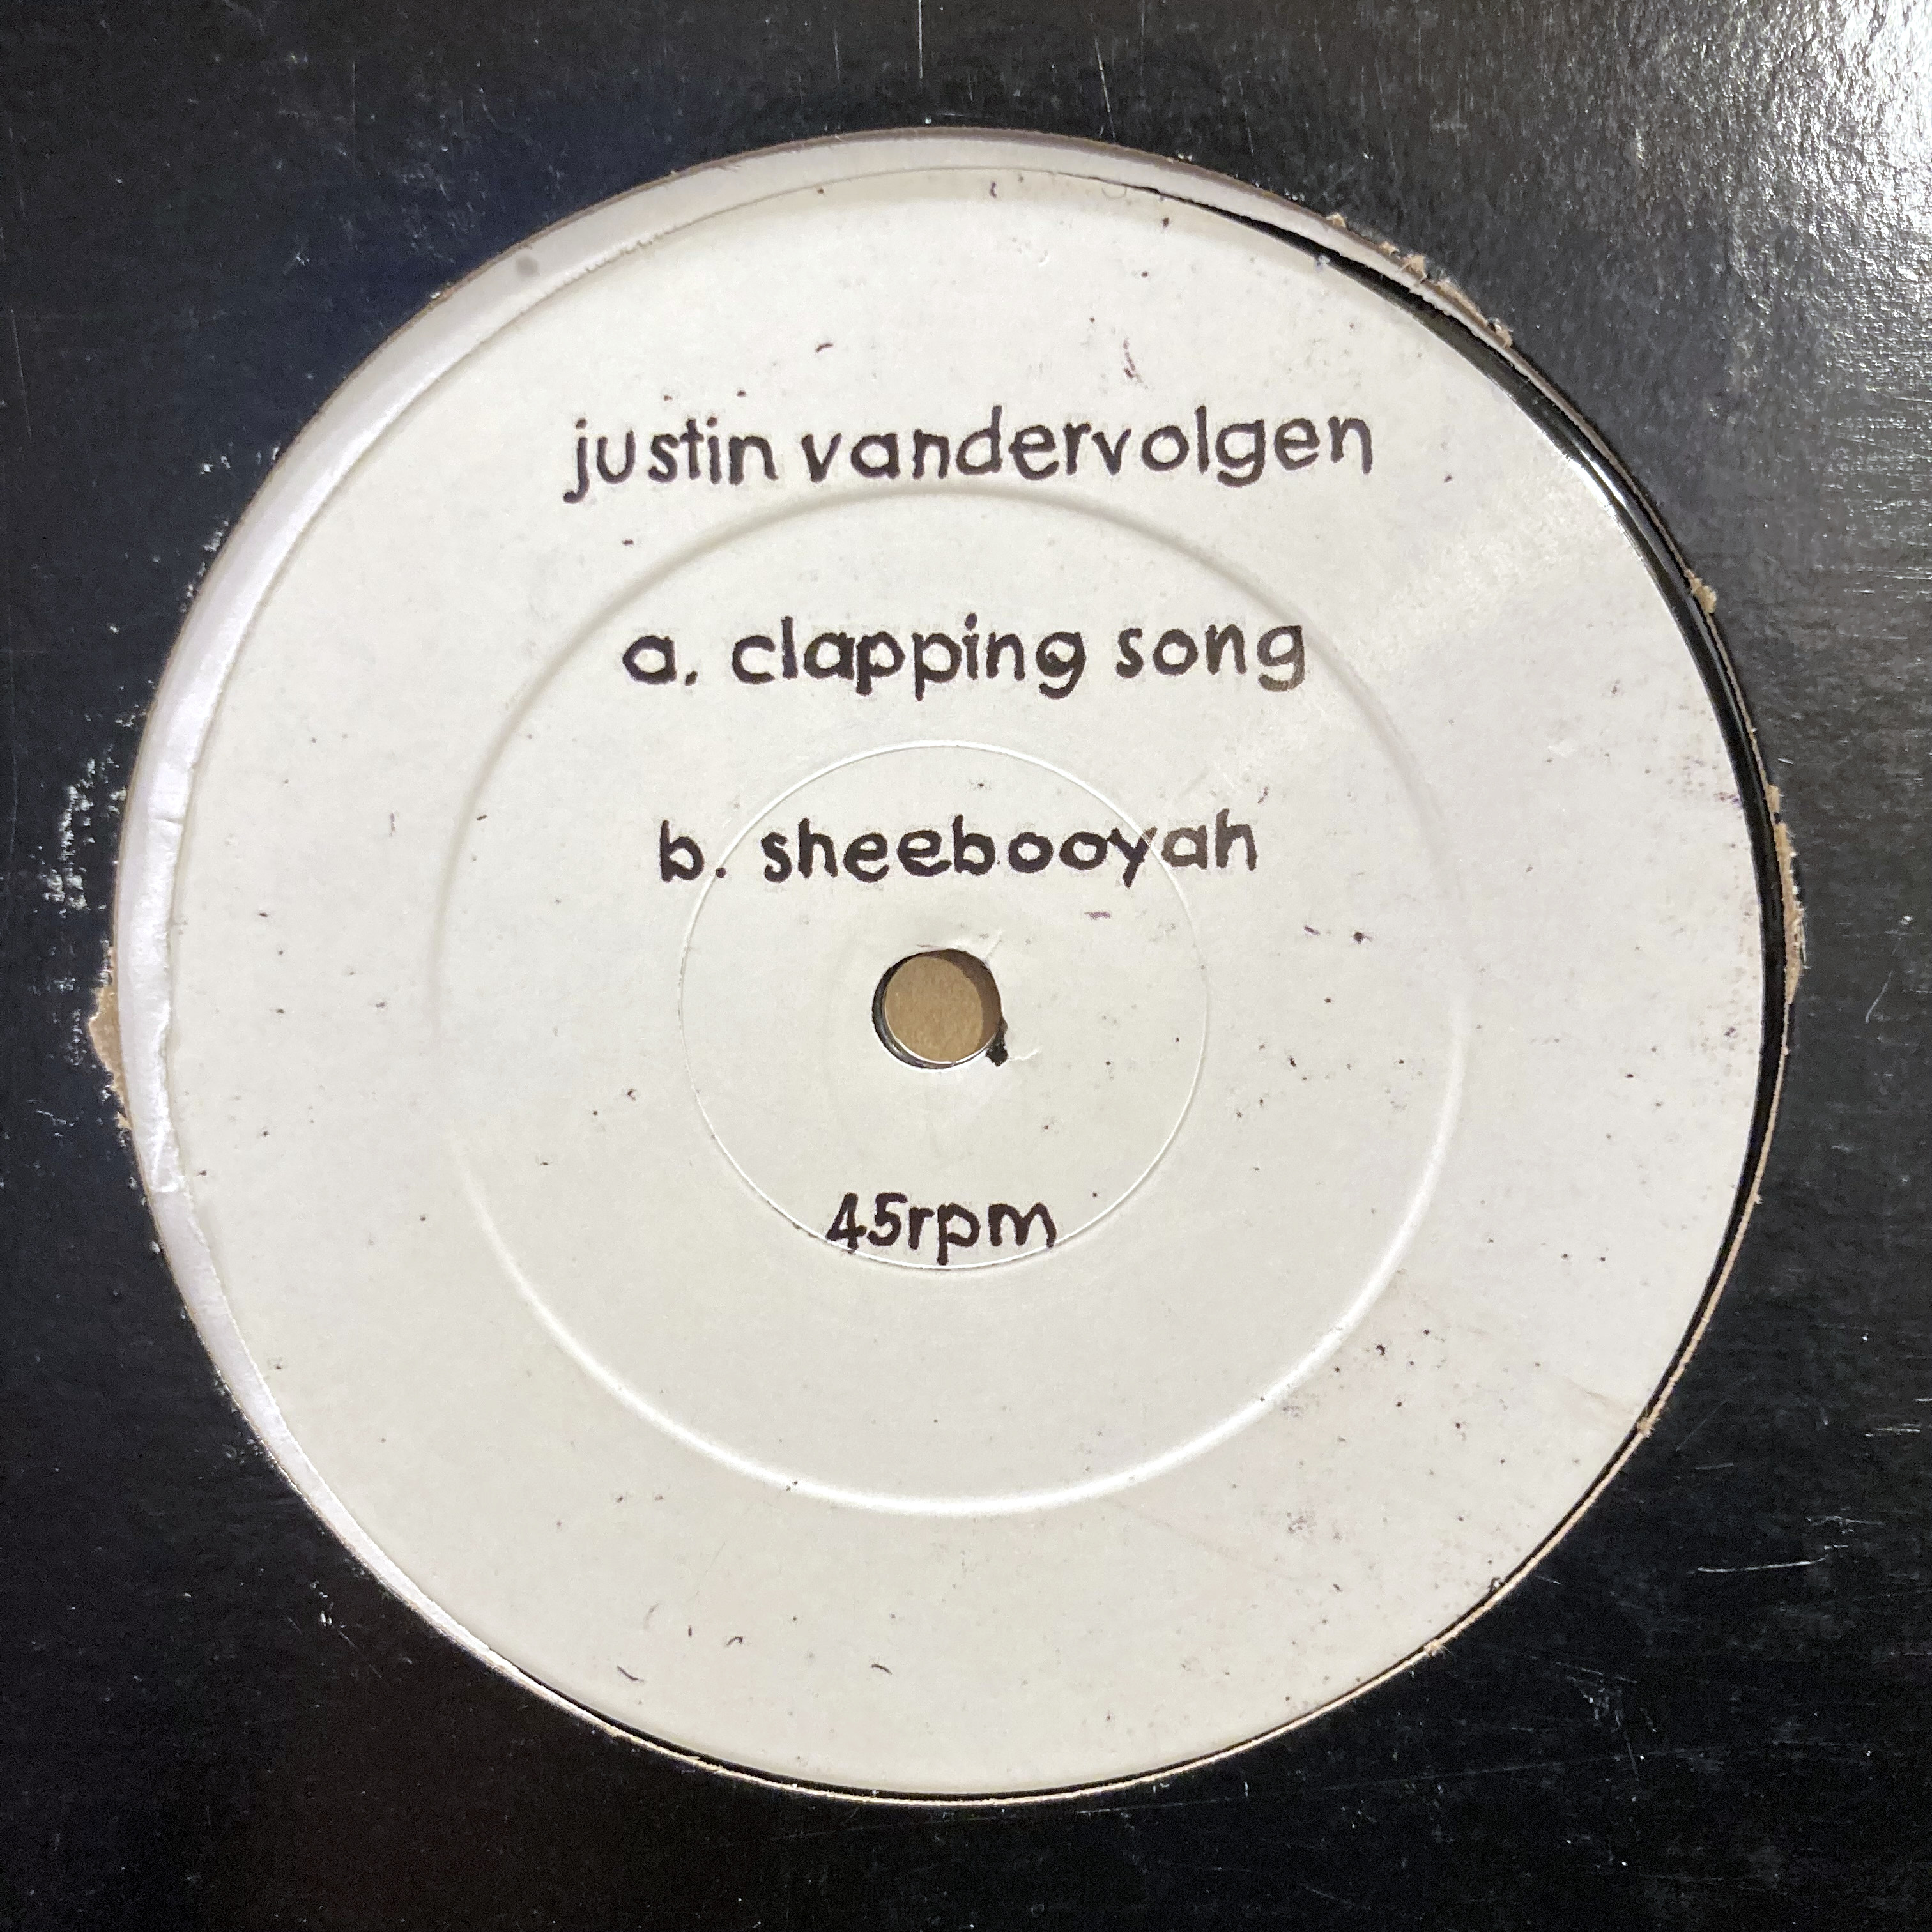 justin vandervolgen
a. clapping song
b. sheebooyah
45rpm